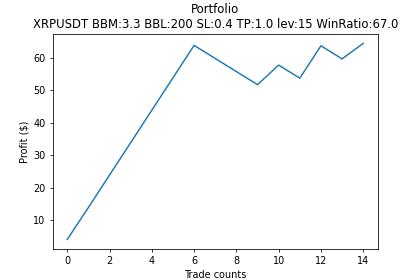 Portfolio
XRPUSDT BBM:3.3 BBL:200 SL:0.4 TP:1.0 lev:15 WinRatio:67.0
60
50
40
30
20
10
Profit ($)
0 2 4 6 8 10 12 14
Trade counts